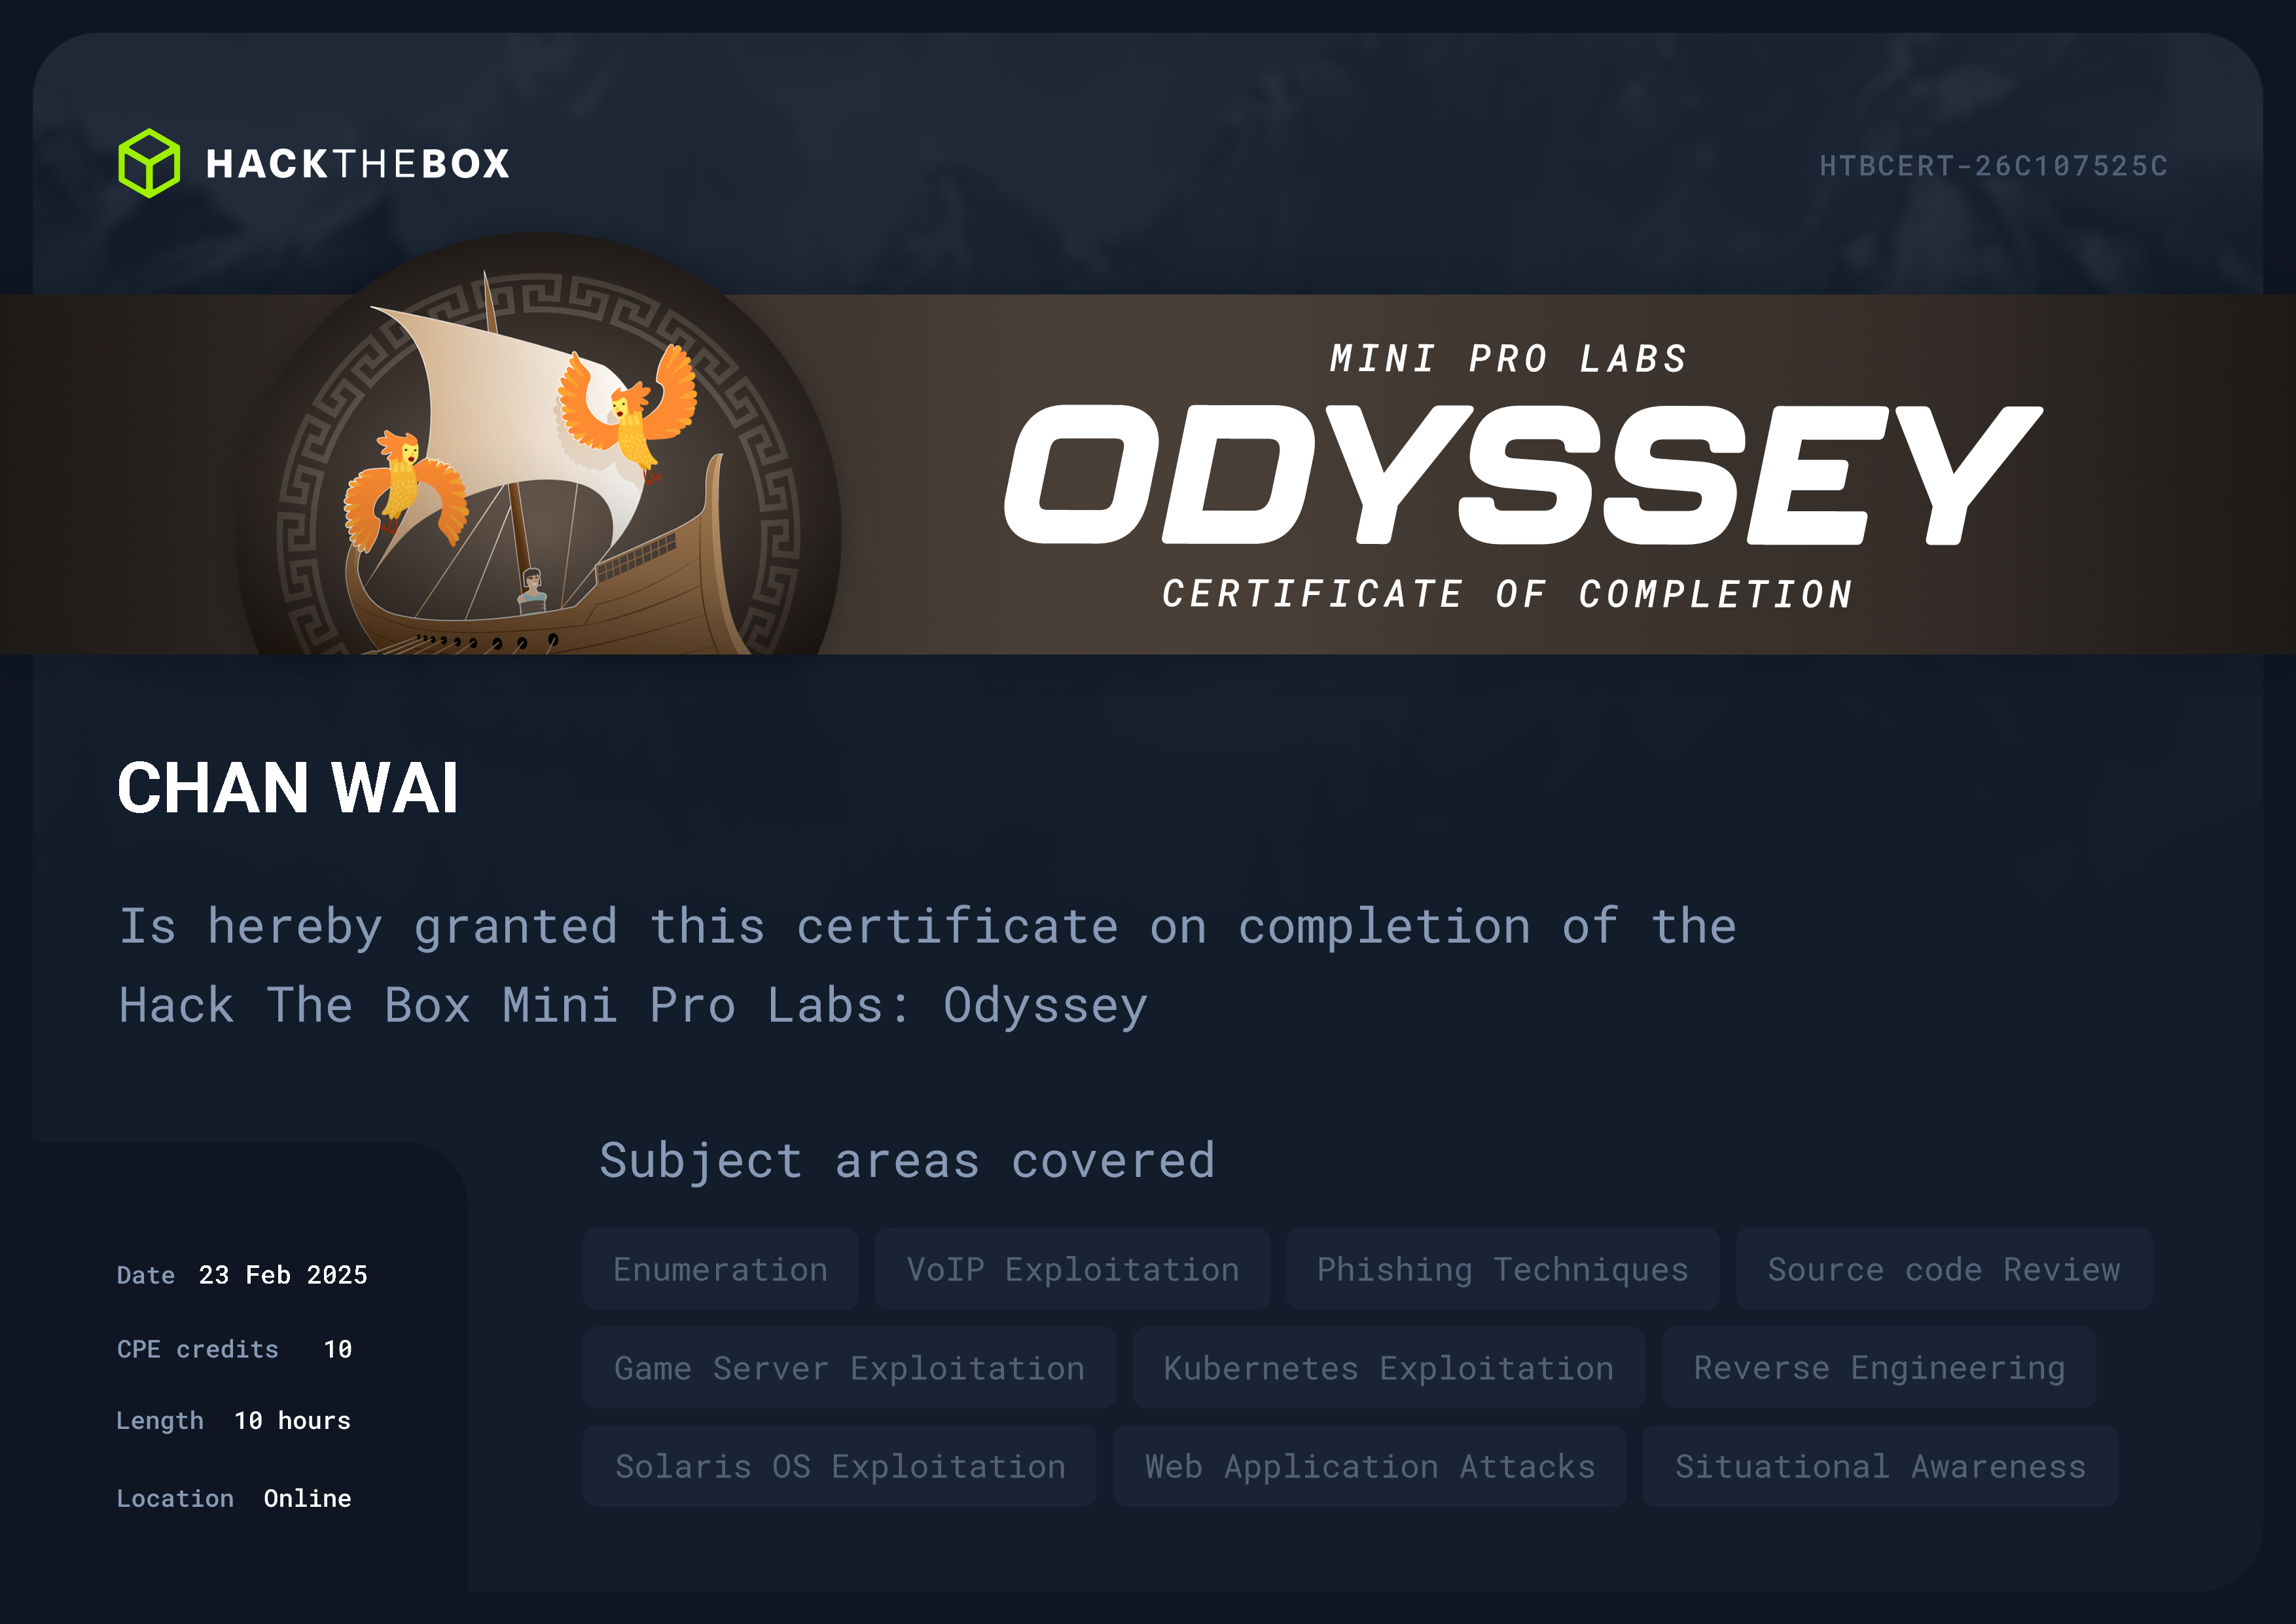 HACKTHEBOX
HTBCERT-26C107525C
MINI PRO LABS
ODYSSEY
CERTIFICATE OF COMPLETION
CHAN WAI
Is hereby granted this certificate on completion of the
Hack The Box Mini Pro Labs: Odyssey
Subject areas covered
Enumeration VoIP Exploitation Phishing Techniques Source code Review
Game Server Exploitation Kubernetes Exploitation Reverse Engineering
Solaris OS Exploitation Web Application Attacks Situational Awareness
Date 23 Feb 2025
CPE credits 10
Length 10 hours
Location Online